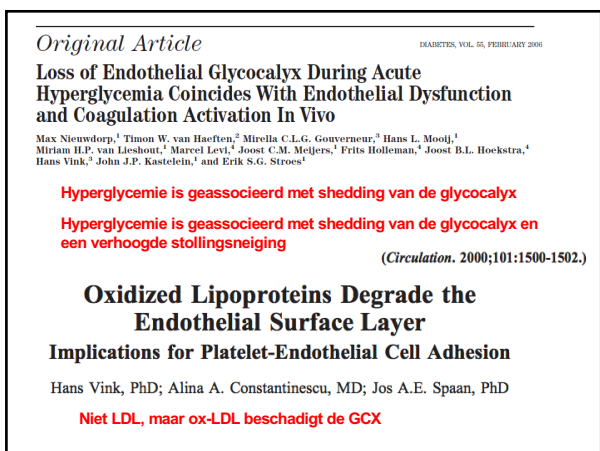 Original Article
DIABETES, VOL. 55, FEBRUARY 2006
Loss of Endothelial Glycocalyx During Acute
Hyperglycemia Coincides With Endothelial Dysfunction
and Coagulation Activation In Vivo
Max Nieuwdorp,¹ Timon W. van Haeften,² Mirella C.L.G. Gouverneur,³ Hans L. Mooij,¹
Miriam H.P. van Lieshout,¹ Marcel Levi,⁴ Joost C.M. Meijers,¹ Frits Holleman,⁴ Joost B.L. Hoekstra,⁴
Hans Vink,³ John J.P. Kastelein,¹ and Erik S.G. Stroes¹
Hyperglycemie is geassocieerd met shedding van de glycocalyx
Hyperglycemie is geassocieerd met shedding van de glycocalyx en
een verhoogde stollingsneiging
(Circulation. 2000;101:1500-1502.)
Oxidized Lipoproteins Degrade the
Endothelial Surface Layer
Implications for Platelet-Endothelial Cell Adhesion
Hans Vink, PhD; Alina A. Constantinescu, MD; Jos A.E. Spaan, PhD
Niet LDL, maar ox-LDL beschadigt de GCX